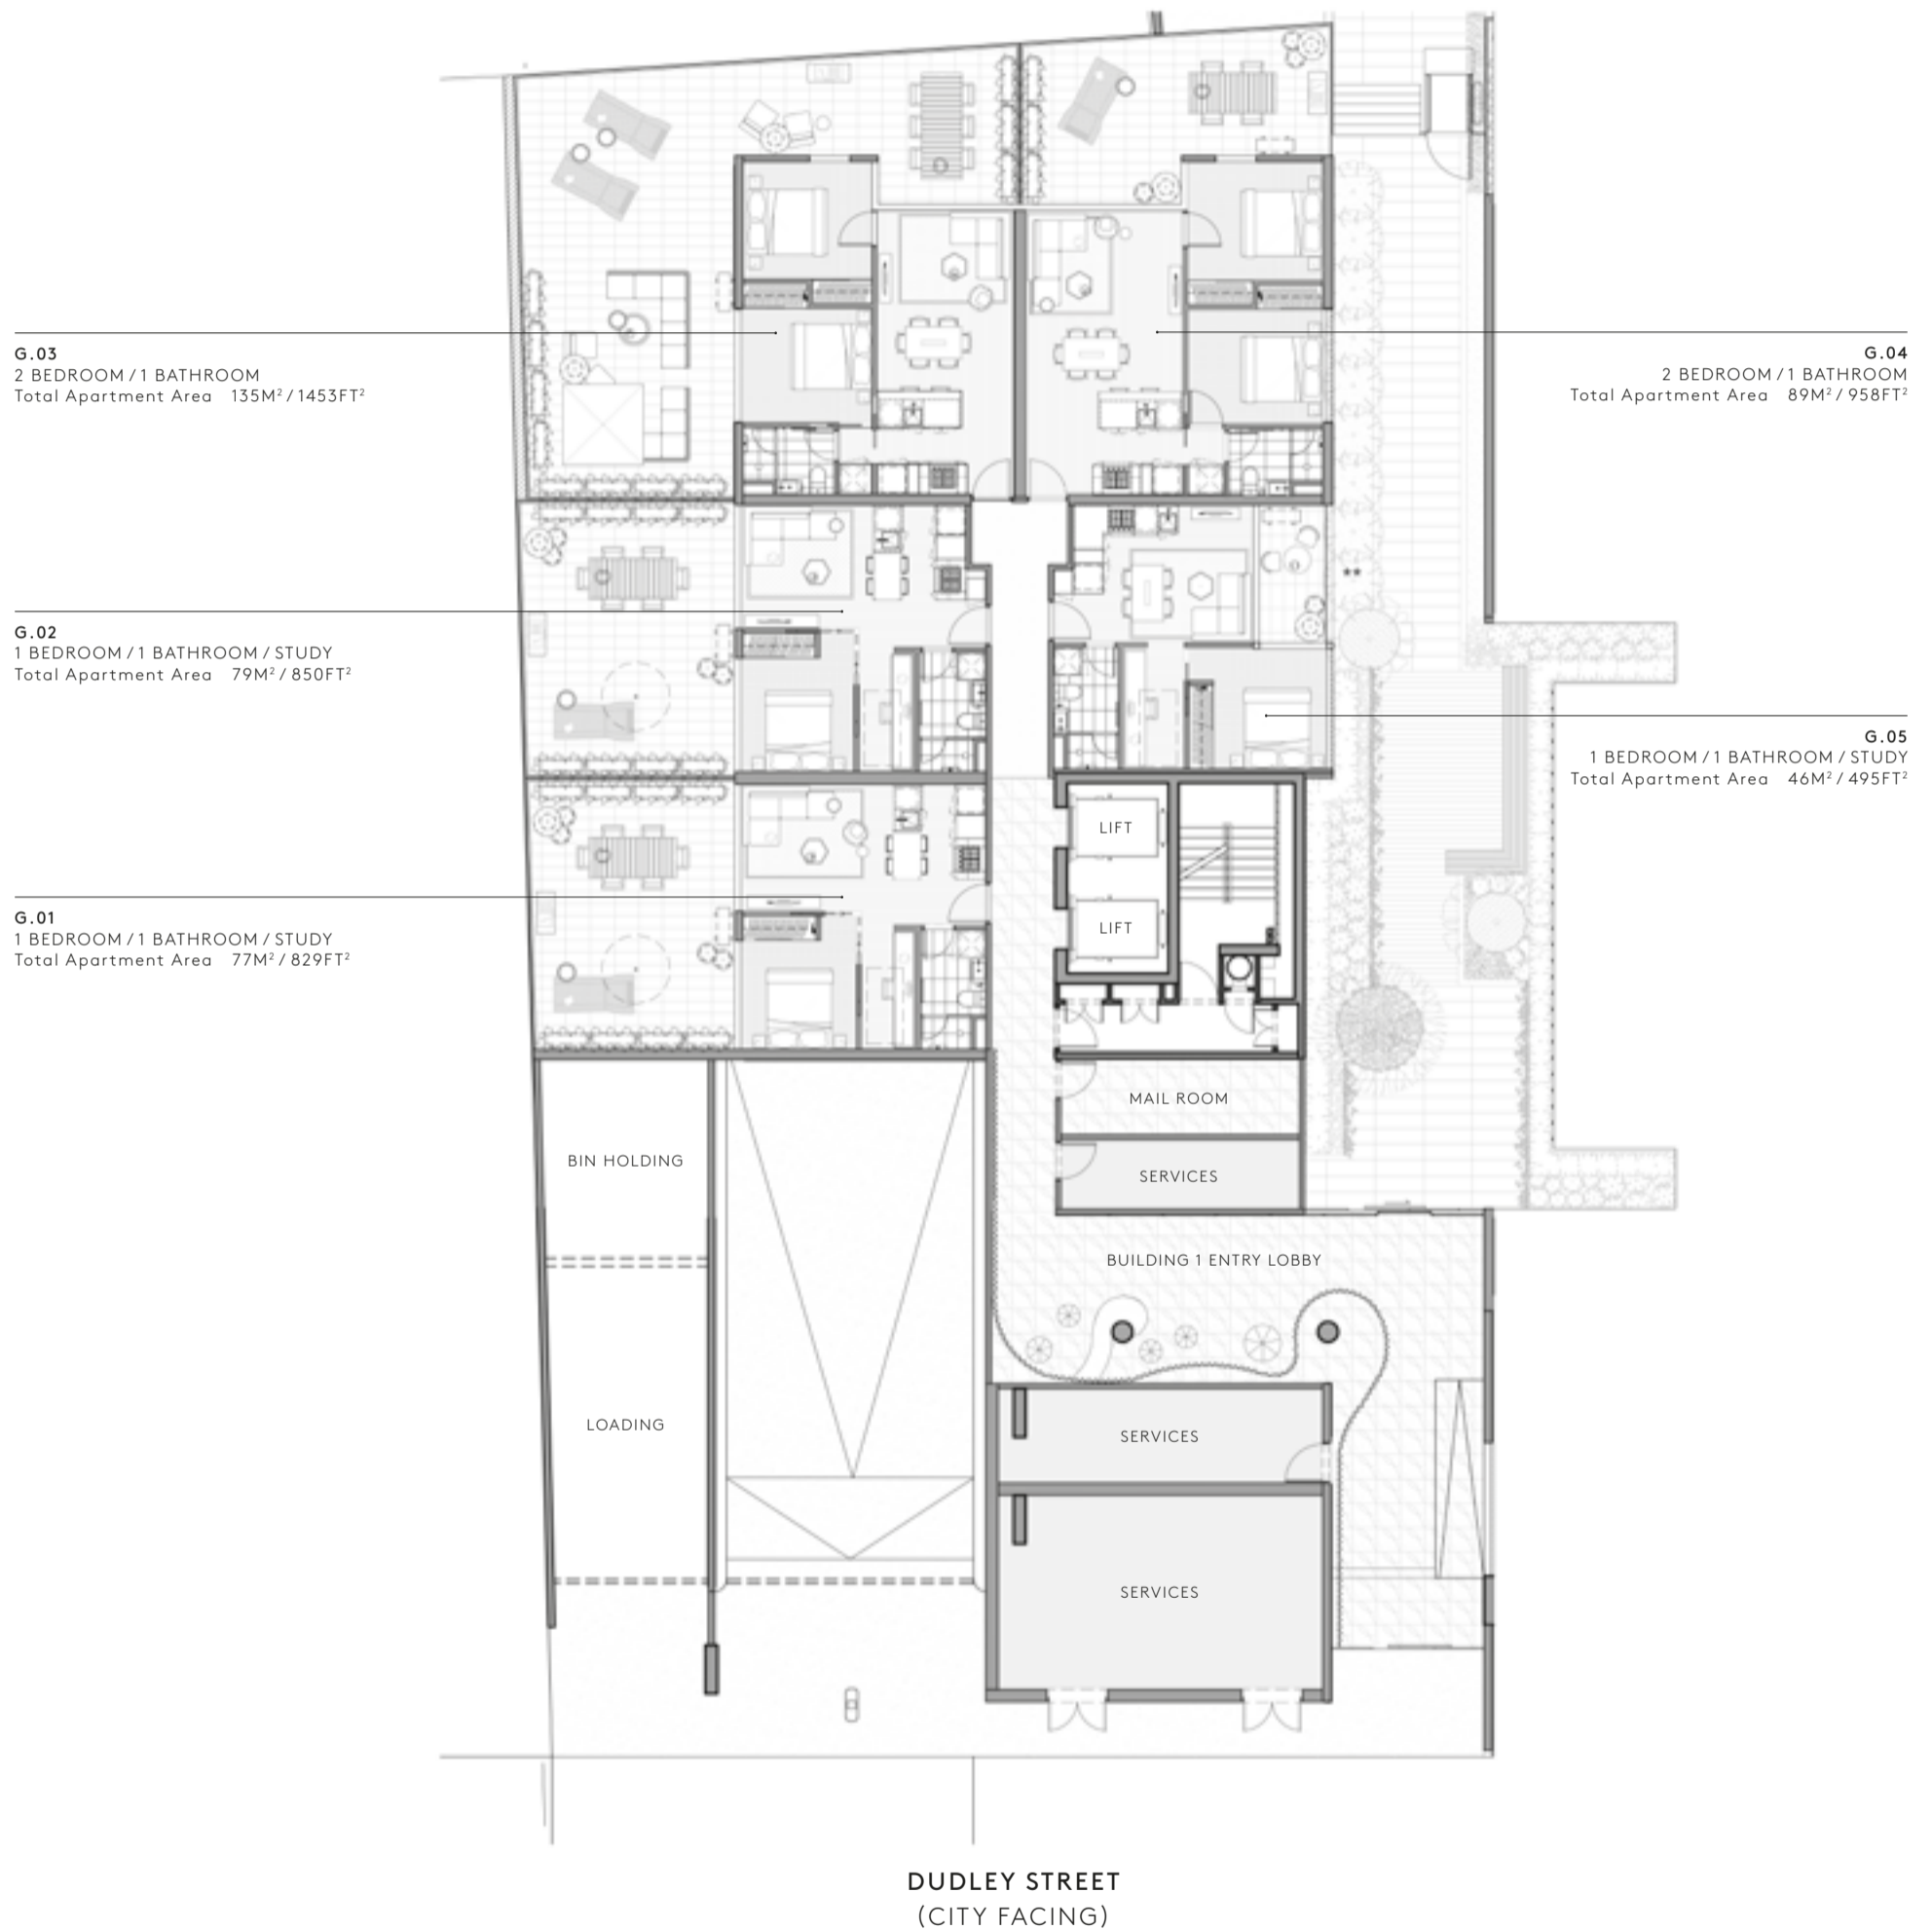 G.03
2 BEDROOM / 1 BATHROOM
Total Apartment Area 135M² / 1453FT²
G.04
2 BEDROOM / 1 BATHROOM
Total Apartment Area 89M² / 958FT²
G.02
1 BEDROOM / 1 BATHROOM / STUDY
Total Apartment Area 79M² / 850FT²
G.05
1 BEDROOM / 1 BATHROOM / STUDY
Total Apartment Area 46M² / 495FT²
LIFT
LIFT
G.01
1 BEDROOM / 1 BATHROOM / STUDY
Total Apartment Area 77M² / 829FT²
MAIL ROOM
BIN HOLDING
SERVICES
BUILDING 1 ENTRY LOBBY
LOADING
SERVICES
SERVICES
DUDLEY STREET
(CITY FACING)